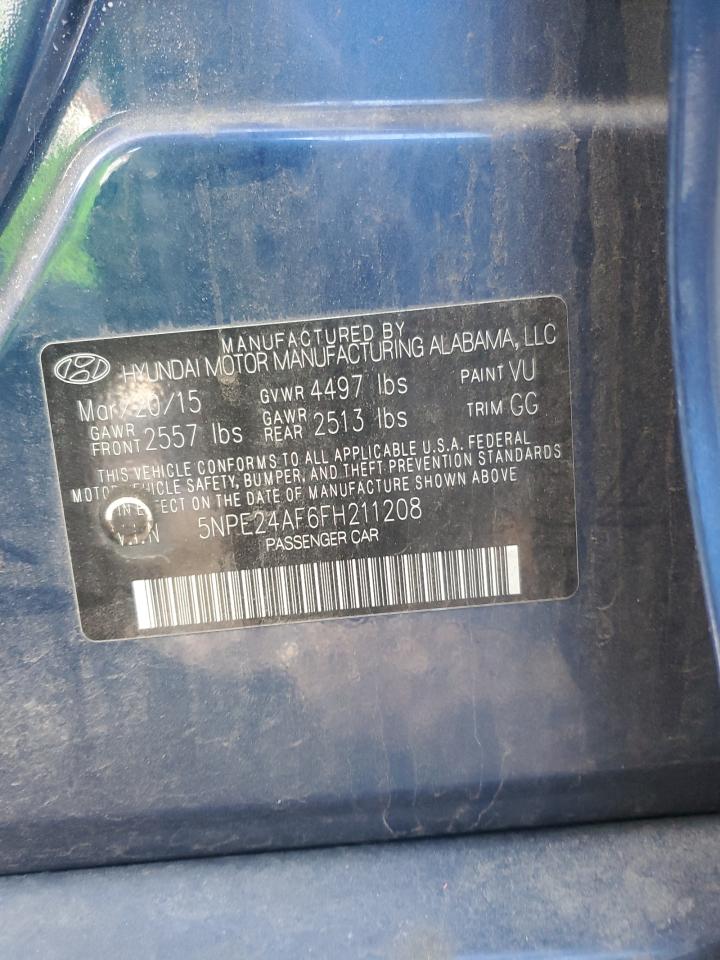 MANUFACTURED BY
HYUNDAI MOTOR MANUFACTURING ALABAMA, LLC
Mar/20/15 GVWR 4497 lbs PAINT VU
GAWR FRONT 2557 lbs GAWR REAR 2513 lbs TRIM GG
THIS VEHICLE CONFORMS TO ALL APPLICABLE U.S.A. FEDERAL
MOTOR VEHICLE SAFETY, BUMPER, AND THEFT PREVENTION STANDARDS
IN EFFECT ON THE DATE OF MANUFACTURE SHOWN ABOVE
V.I.N 5NPE24AF6FH211208
PASSENGER CAR